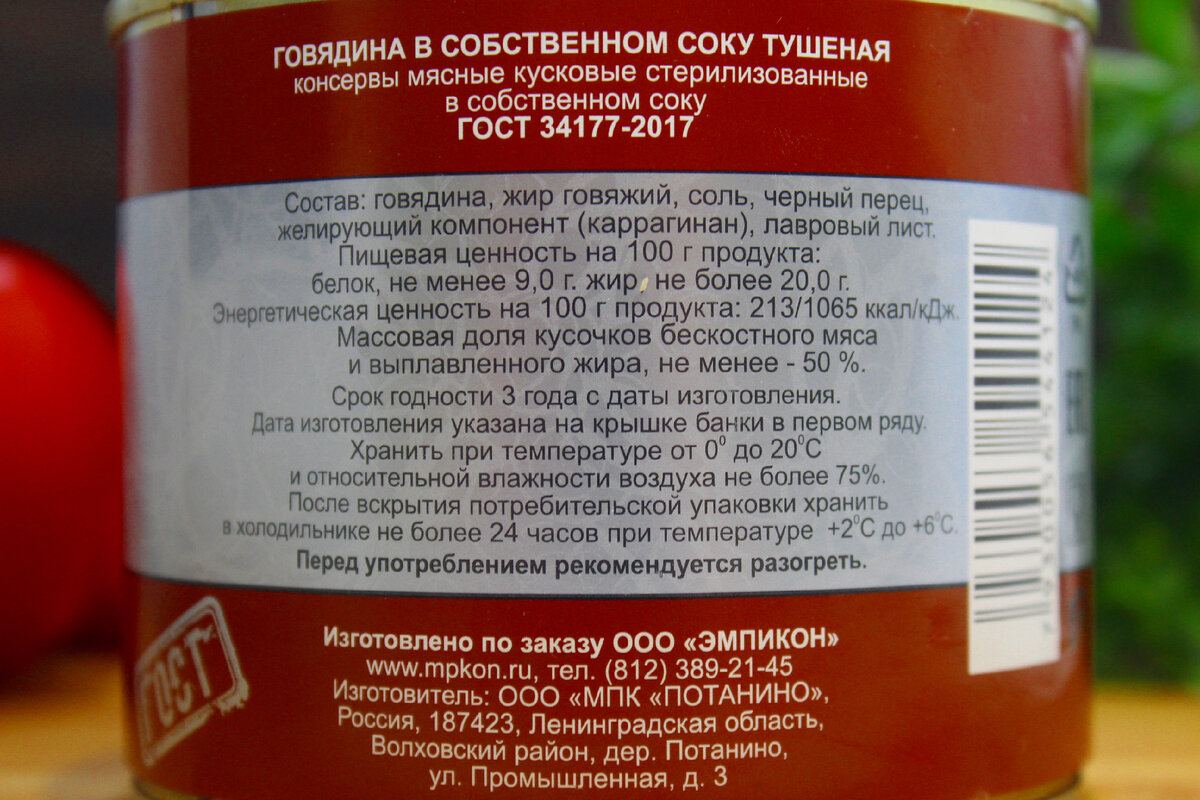 ГОВЯДИНА В СОБСТВЕННОМ СОКУ ТУШЕНАЯ
консервы мясные кусковые стерилизованные
в собственном соку
ГОСТ 34177-2017
Состав: говядина, жир говяжий, соль, черный перец,
желирующий компонент (каррагинан), лавровый лист.
Пищевая ценность на 100 г продукта:
белок, не менее 9,0 г. жир, не более 20,0 г.
Энергетическая ценность на 100 г продукта: 213/1065 ккал/кДж.
Массовая доля кусочков бескостного мяса
и выплавленного жира, не менее - 50 %.
Срок годности 3 года с даты изготовления.
Дата изготовления указана на крышке банки в первом ряду.
Хранить при температуре от 0⁰ до 20⁰С
и относительной влажности воздуха не более 75%.
После вскрытия потребительской упаковки хранить
в холодильнике не более 24 часов при температуре +2⁰С до +6⁰С.
Перед употреблением рекомендуется разогреть.
ГОСТ
Изготовлено по заказу ООО «ЭМПИКОН»
www.mpkon.ru, тел. (812) 389-21-45
Изготовитель: ООО «МПК «ПОТАНИНО»,
Россия, 187423, Ленинградская область,
Волховский район, дер. Потанино,
ул. Промышленная, д. 3